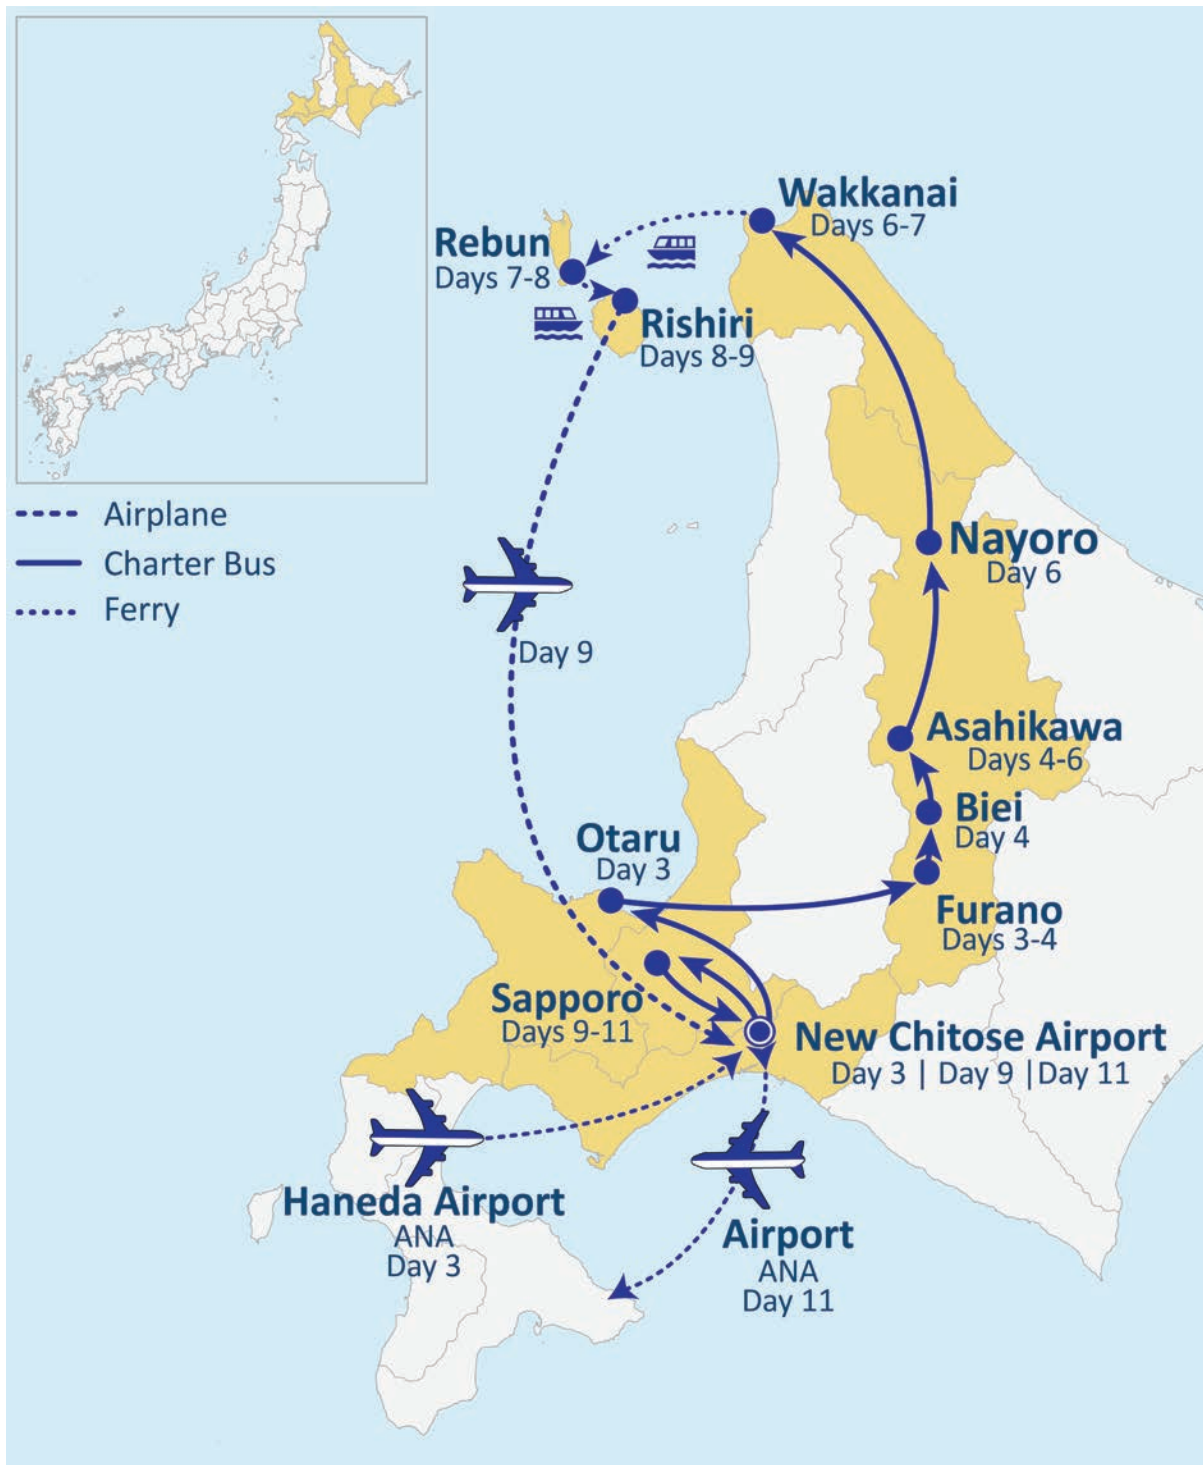 Wakkanai
Days 6-7
Rebun
Days 7-8
Rishiri
Days 8-9
Airplane
Charter Bus
Ferry
Nayoro
Day 6
Day 9
Asahikawa
Days 4-6
Biei
Day 4
Otaru
Day 3
Furano
Days 3-4
Sapporo
Days 9-11
New Chitose Airport
Day 3 | Day 9 |Day 11
Haneda Airport
ANA
Day 3
Airport
ANA
Day 11